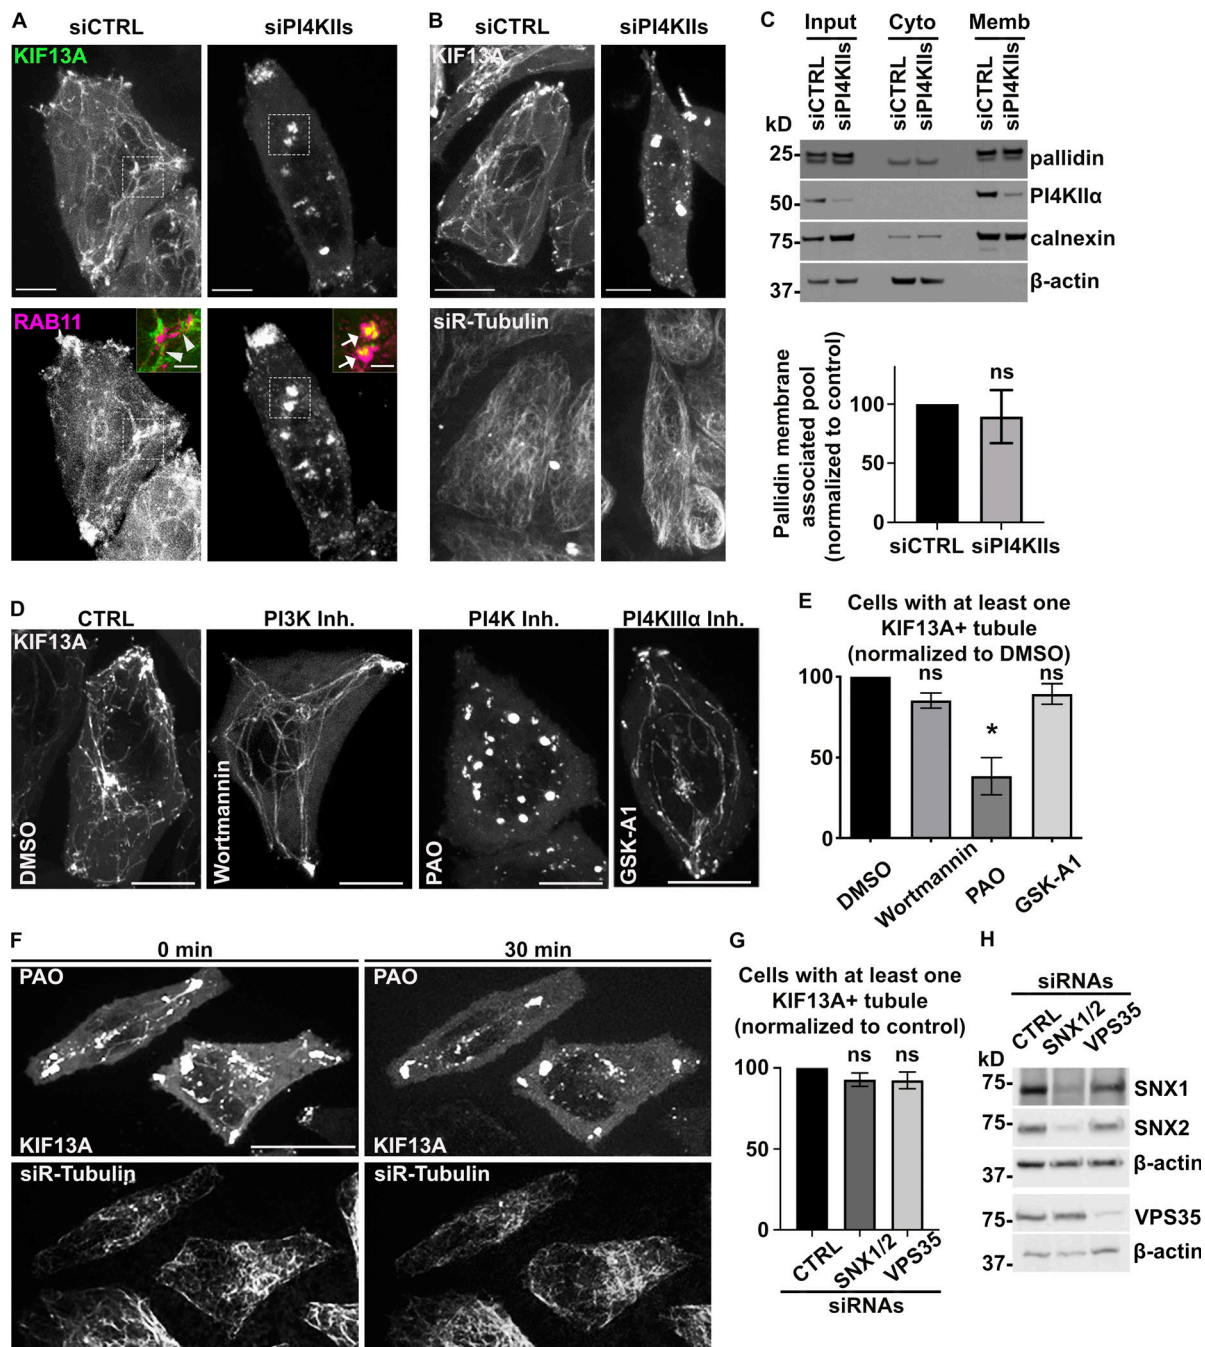 A
siCTRL
siPI4KIIs
KIF13A
RAB11
B
siCTRL
siPI4KIIs
KIF13A
siR-Tubulin
C
Input
Cyto
Memb
siCTRL
siPI4KIIs
siCTRL
siPI4KIIs
siCTRL
siPI4KIIs
kD
25
pallidin
50
PI4KIIα
75
calnexin
37
β-actin
Pallidin membrane
associated pool
(normalized to control)
ns
100
50
0
siCTRL
siPI4KIIs
D
CTRL
PI3K Inh.
PI4K Inh.
PI4KIIIα Inh.
KIF13A
DMSO
Wortmannin
PAO
GSK-A1
E
Cells with at least one
KIF13A+ tubule
(normalized to DMSO)
ns
*
ns
100
50
0
DMSO
Wortmannin
PAO
GSK-A1
F
0 min
30 min
PAO
PAO
KIF13A
KIF13A
siR-Tubulin
siR-Tubulin
G
Cells with at least one
KIF13A+ tubule
(normalized to control)
ns
ns
100
50
0
CTRL
SNX1/2
VPS35
siRNAs
H
siRNAs
CTRL
SNX1/2
VPS35
kD
75
SNX1
75
SNX2
37
β-actin
75
VPS35
37
β-actin